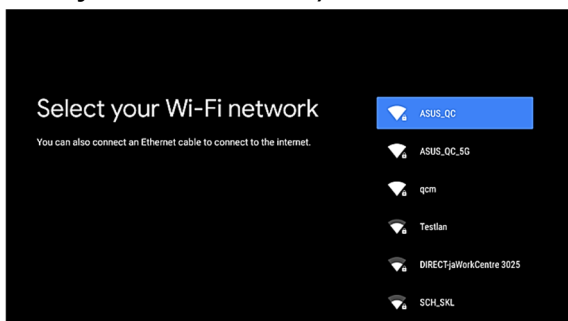 Select your Wi-Fi network
You can also connect an Ethernet cable to connect to the internet.
ASUS_QC
ASUS_QC_5G
qcm
Testlan
DIRECT-jaWorkCentre 3025
SCH_SKL